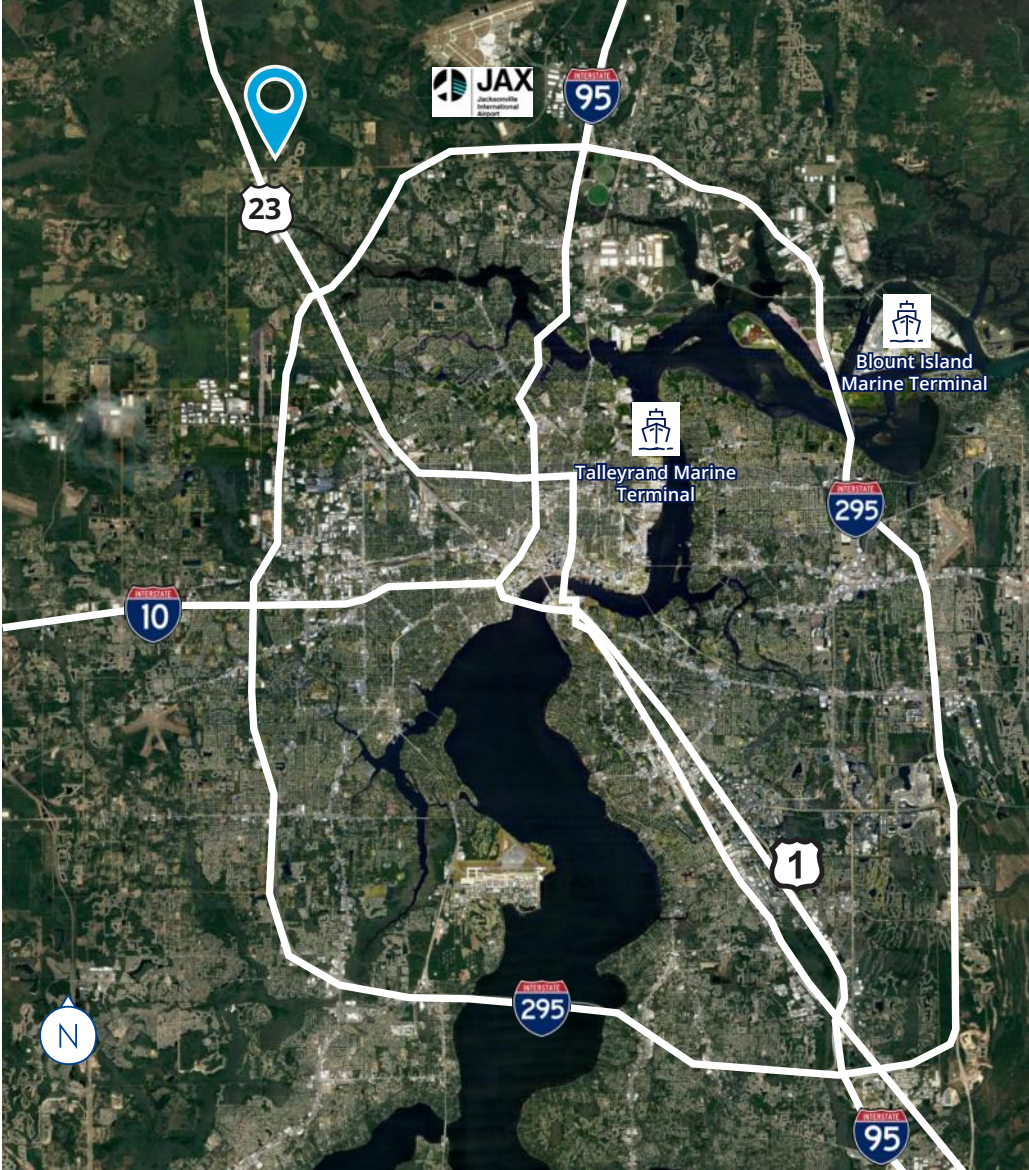 JAX
Jacksonville
International
Airport
INTERSTATE
95
23
Blount Island
Marine Terminal
Talleyrand Marine
Terminal
INTERSTATE
295
INTERSTATE
10
1
INTERSTATE
295
N
INTERSTATE
95